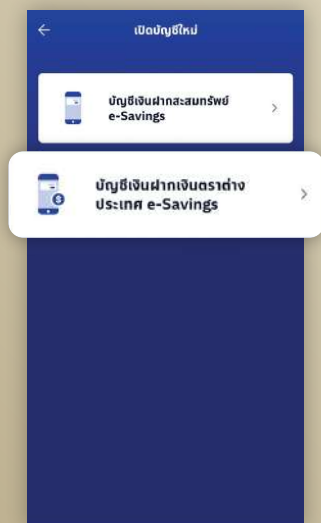 เปิดบัญชีใหม่
บัญชีเงินฝากสะสมทรัพย์
e-Savings
บัญชีเงินฝากเงินตราต่าง
ประเทศ e-Savings